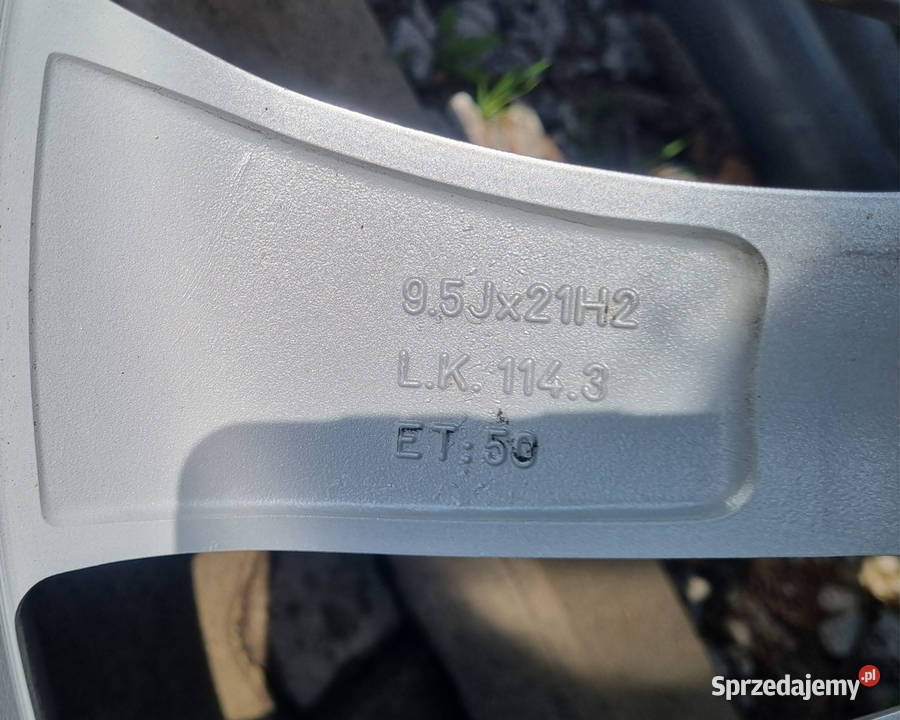 9.5Jx21H2
L.K. 114.3
ET:50
Sprzedajemy.pl